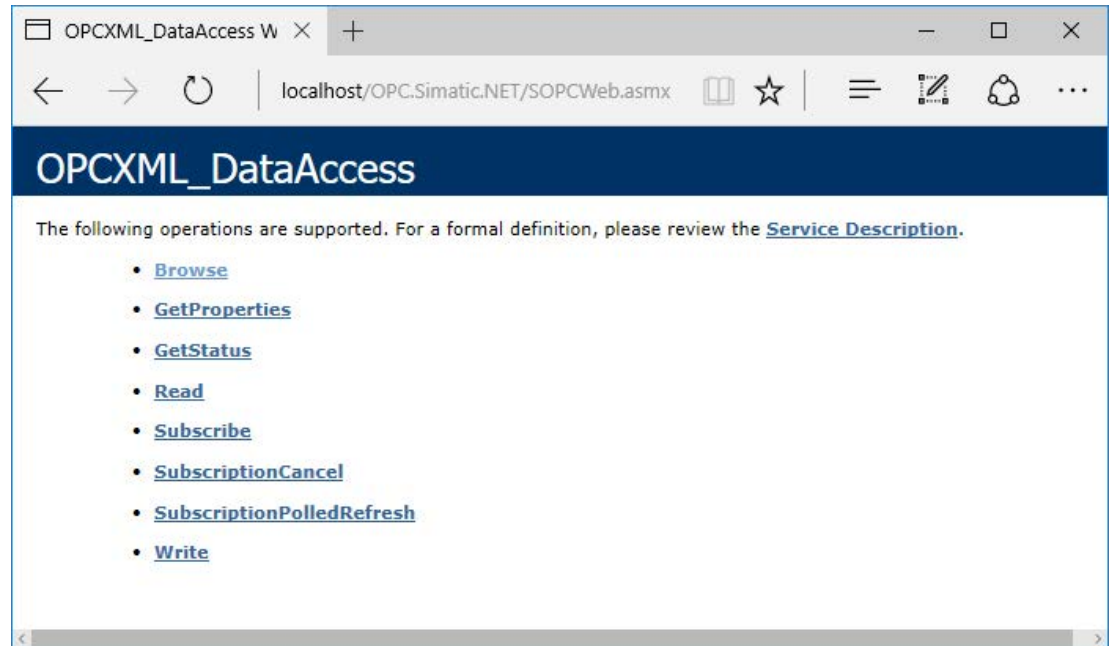 OPCXML_DataAccess W
localhost/OPC.Simatic.NET/SOPCWeb.asmx
OPCXML_DataAccess
The following operations are supported. For a formal definition, please review the Service Description.
• Browse
• GetProperties
• GetStatus
• Read
• Subscribe
• SubscriptionCancel
• SubscriptionPolledRefresh
• Write